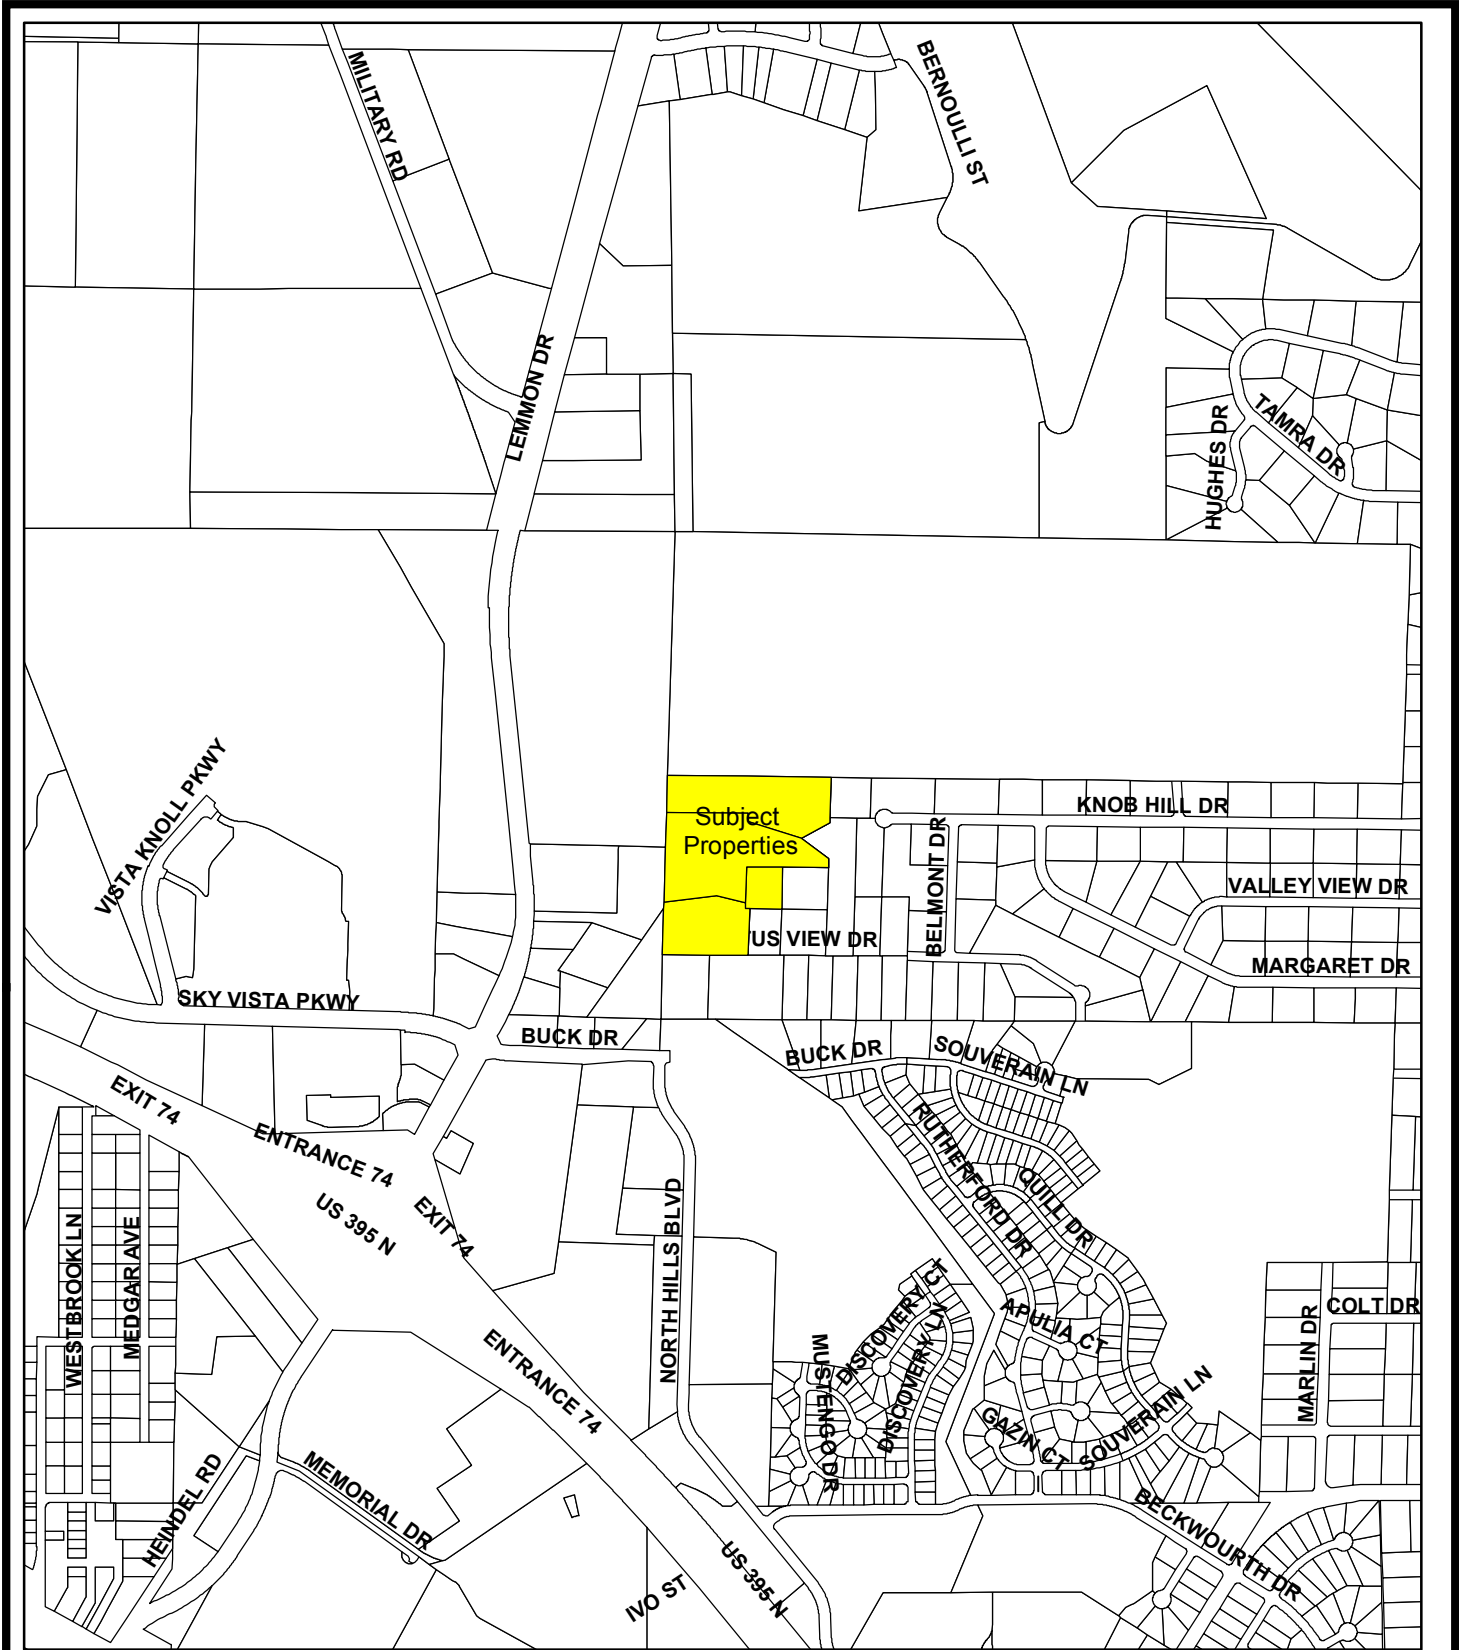 BERNOULLI ST
MILITARY RD
LEMMON DR
TAMRA DR
HUGHES DR
VISTA KNOLL PKWY
Subject
Properties
KNOB HILL DR
BELMONT DR
VALLEY VIEW DR
'US VIEW DR
MARGARET DR
SKY VISTA PKWY
BUCK DR
BUCK DR
SOUVERAIN LN
EXIT 74
ENTRANCE 74
RUTHERFORD DR
QUILL DR
US 395 N
EXIT 74
NORTH HILLS BLVD
WESTBROOK LN
MEDGAR AVE
DISCOVERY CT
DISCOVERY LN
APULIA CT
COLT DR
MARLIN DR
ENTRANCE 74
MUSTENGO DR
GAZIN CT
SOUVERAIN LN
HEINDEL RD
MEMORIAL DR
BECKWOURTH DR
US 395 N
IVO ST